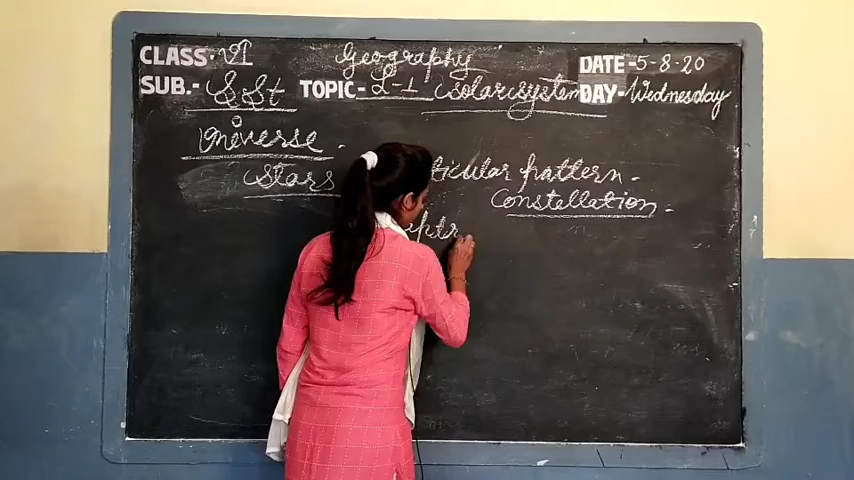 CLASS- VI Geography DATE-5-8-20
SUB.- S.St TOPIC- L-1 Solar system DAY- Wednesday
Universe
Stars
pattern
Constellation